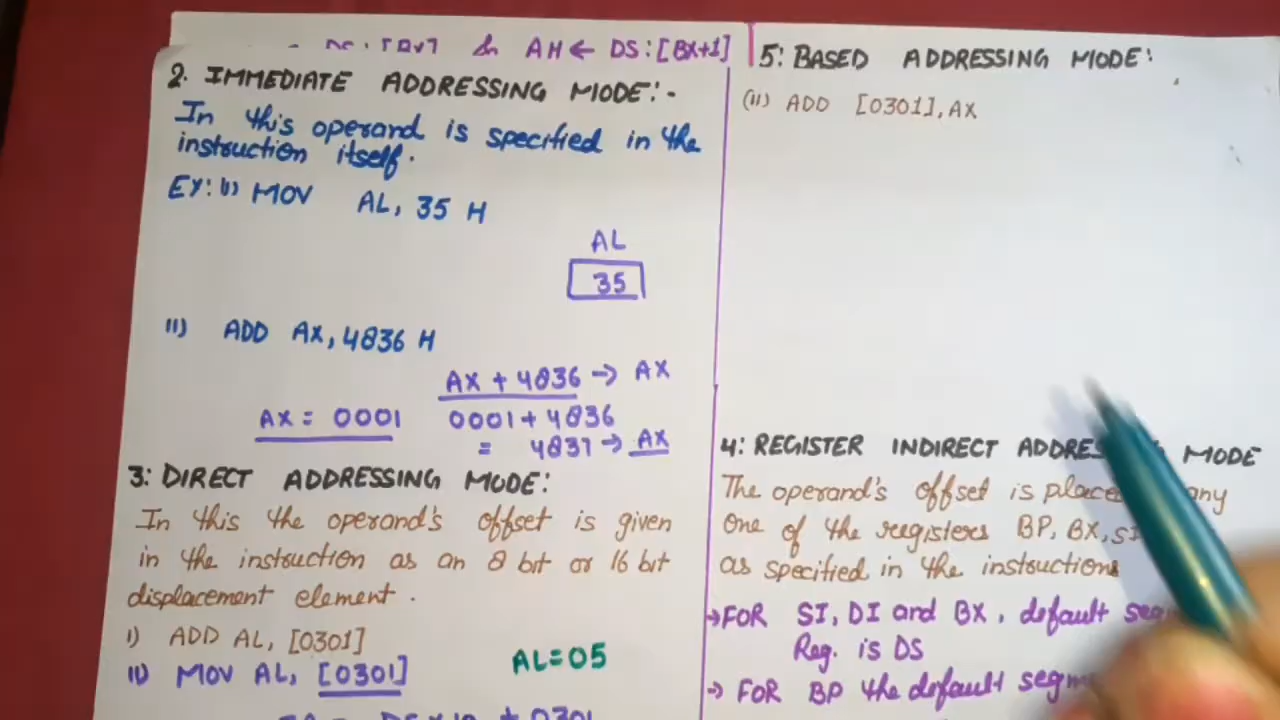 AH ← DS:[BX+1]
2. IMMEDIATE ADDRESSING MODE:-
In this operand is specified in the
instruction itself.
EX: i) MOV AL, 35 H
AL
35
ii) ADD AX, 4836 H
AX + 4836 → AX
AX = 0001 0001 + 4836
= 4837 → AX
3: DIRECT ADDRESSING MODE:
In this the operand's offset is given
in the instruction as an 8 bit or 16 bit
displacement element.
i) ADD AL, [0301]
ii) MOV AL, [0301]
AL=05
5: BASED ADDRESSING MODE:
(ii) ADD [0301], AX
4: REGISTER INDIRECT ADDRESSING MODE
The operand's offset is any
one of the registers BP, BX, SI
as specified in the instructions
→ FOR SI, DI and BX, default
Reg. is DS
→ FOR BP the default